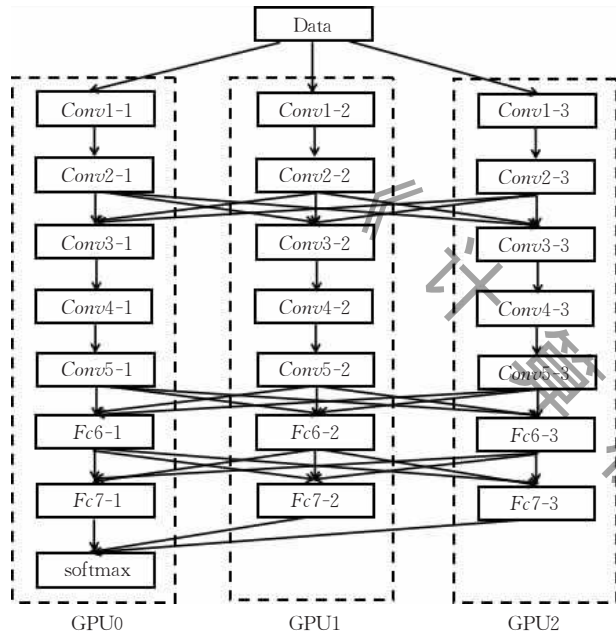 Data
Conv1-1 Conv1-2 Conv1-3
Conv2-1 Conv2-2 Conv2-3
Conv3-1 Conv3-2 Conv3-3
Conv4-1 Conv4-2 Conv4-3
Conv5-1 Conv5-2 Conv5-3
Fc6-1 Fc6-2 Fc6-3
Fc7-1 Fc7-2 Fc7-3
softmax
GPU0 GPU1 GPU2
《计算